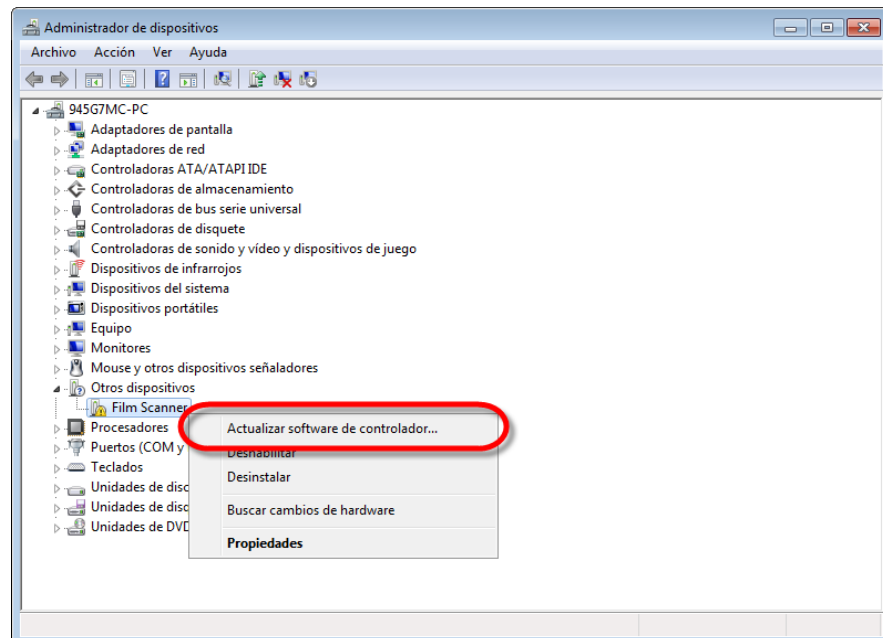 Administrador de dispositivos
Archivo Acción Ver Ayuda
945G7MC-PC
Adaptadores de pantalla
Adaptadores de red
Controladoras ATA/ATAPI IDE
Controladoras de almacenamiento
Controladoras de bus serie universal
Controladoras de disquete
Controladoras de sonido y vídeo y dispositivos de juego
Dispositivos de infrarrojos
Dispositivos del sistema
Dispositivos portátiles
Equipo
Monitores
Mouse y otros dispositivos señaladores
Otros dispositivos
Film Scanner
Procesadores
Puertos (COM y
Teclados
Unidades de disc
Unidades de disq
Unidades de DVD
Actualizar software de controlador...
Deshabilitar
Desinstalar
Buscar cambios de hardware
Propiedades